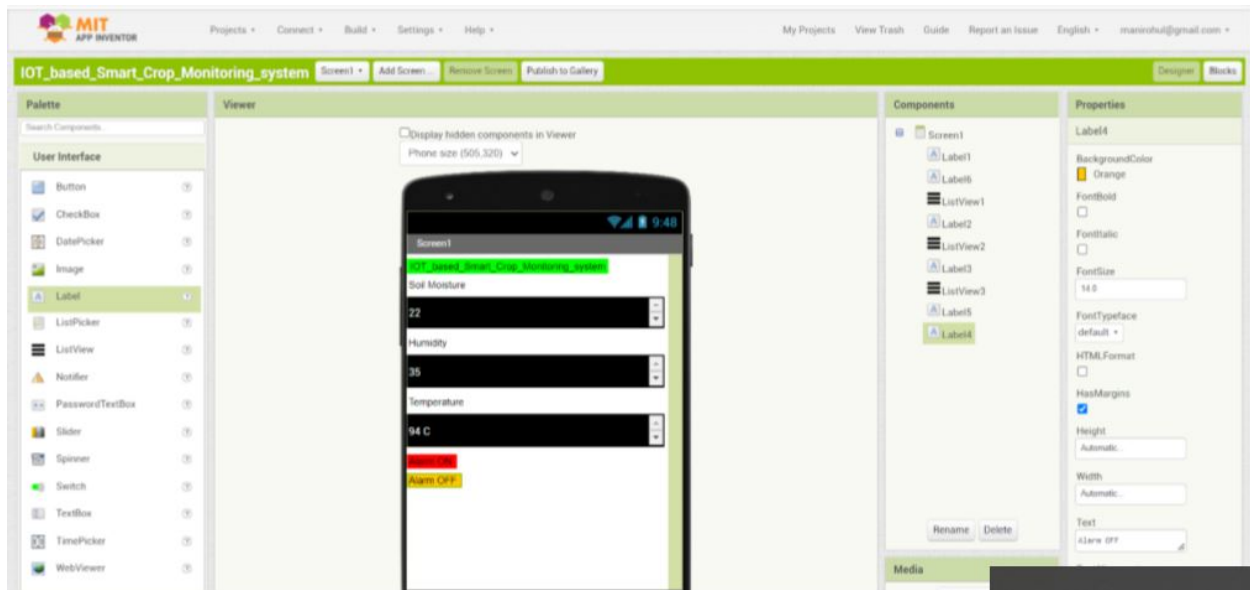 MIT
APP INVENTOR
Projects Connect Build Settings Help My Projects View Trash Guide Report an Issue English manirohul@gmail.com
IOT_based_Smart_Crop_Monitoring_system Screen1 Add Screen... Remove Screen Publish to Gallery Designer Blocks
Palette
Search Components...
User Interface
Button
CheckBox
DatePicker
Image
Label
ListPicker
ListView
Notifier
PasswordTextBox
Slider
Spinner
Switch
TextBox
TimePicker
WebViewer
Viewer
Display hidden components in Viewer
Phone size (505,320)
9:48
Screen1
IOT_based_Smart_Crop_Monitoring_system
Soil Moisture
22
Humidity
35
Temperature
94 C
Alarm ON
Alarm OFF
Components
Screen1
Label1
Label6
ListView1
Label2
ListView2
Label3
ListView3
Label5
Label4
Rename Delete
Media
Properties
Label4
BackgroundColor
Orange
FontBold
FontItalic
FontSize
14.0
FontTypeface
default
HTMLFormat
HasMargins
Height
Automatic...
Width
Automatic...
Text
Alarm OFF